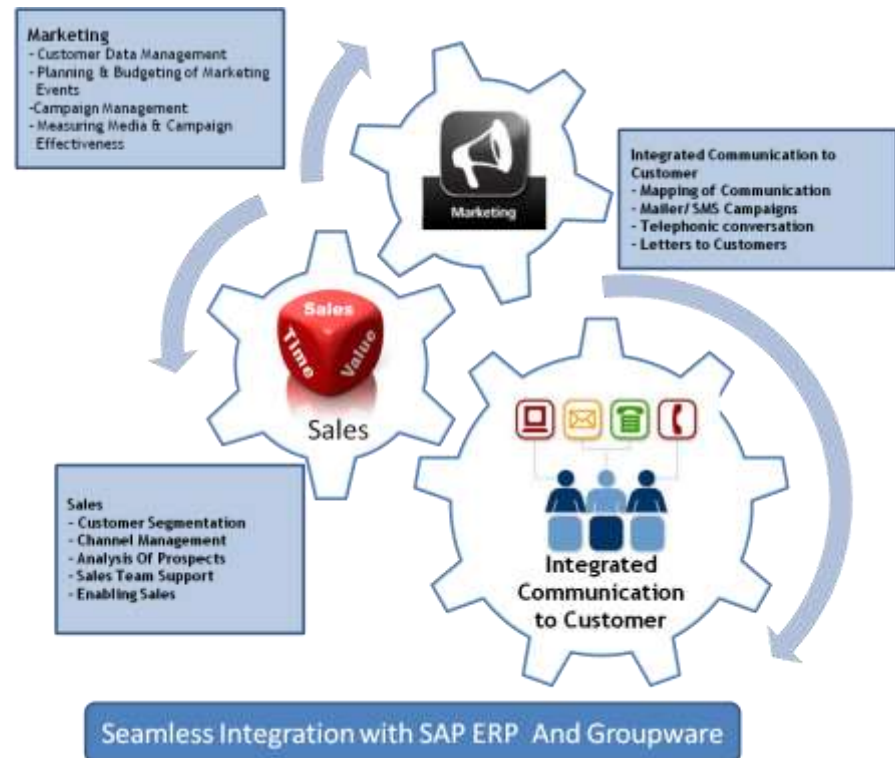 Marketing
- Customer Data Management
- Planning & Budgeting of Marketing
Events
-Campaign Management
- Measuring Media & Campaign
Effectiveness
Marketing
Integrated Communication to
Customer
- Mapping of Communication
- Mailer/ SMS Campaigns
- Telephonic conversation
- Letters to Customers
Sales
Time
Value
Sales
Sales
- Customer Segmentation
- Channel Management
- Analysis Of Prospects
- Sales Team Support
- Enabling Sales
Integrated
Communication
to Customer
Seamless Integration with SAP ERP And Groupware